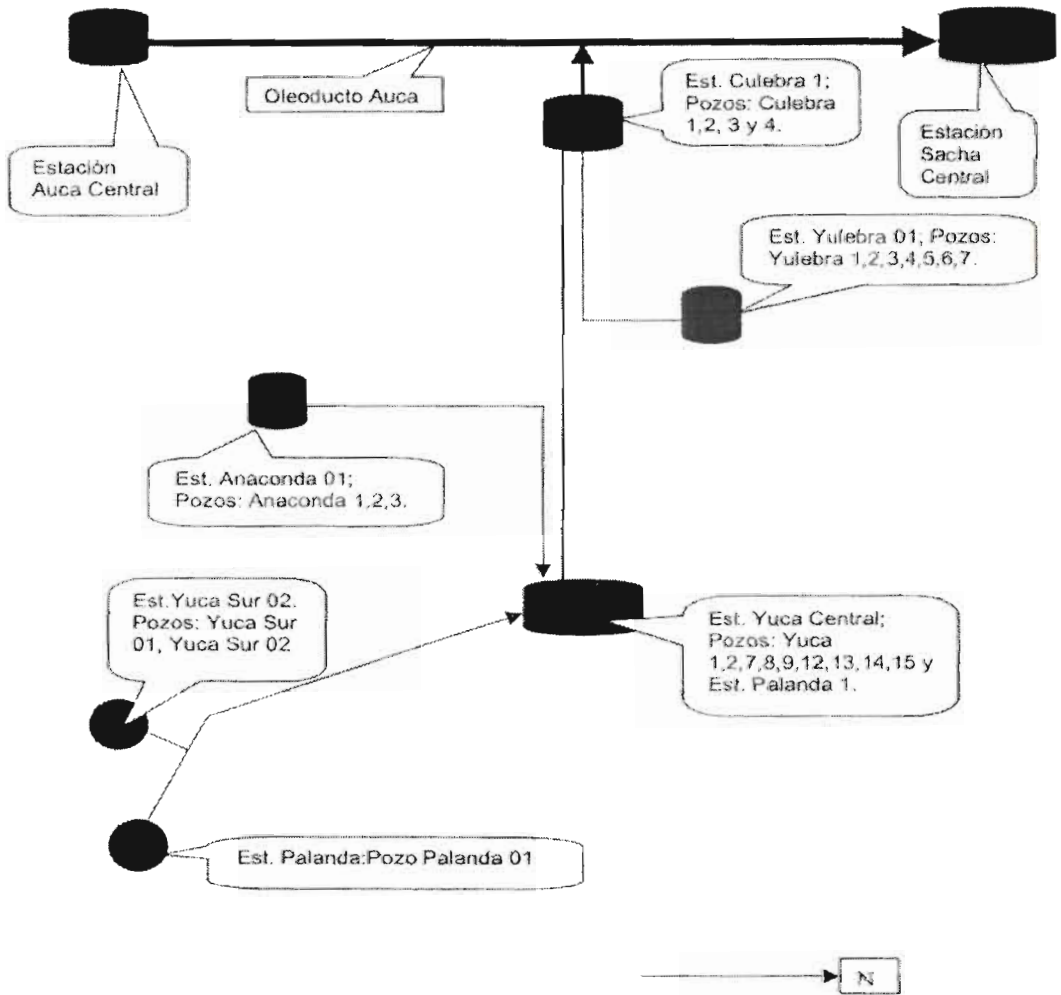 Oleoducto Auca
Est. Culebra 1;
Pozos: Culebra
1,2, 3 y 4.
Estación
Auca Central
Estación
Sacha
Central
Est. Yulebra 01; Pozos:
Yulebra 1,2,3,4,5,6,7.
Est. Anaconda 01;
Pozos: Anaconda 1,2,3.
Est.Yuca Sur 02.
Pozos: Yuca Sur
01, Yuca Sur 02
Est. Yuca Central;
Pozos: Yuca
1,2,7,8,9,12,13,14,15 y
Est. Palanda 1.
Est. Palanda:Pozo Palanda 01
N